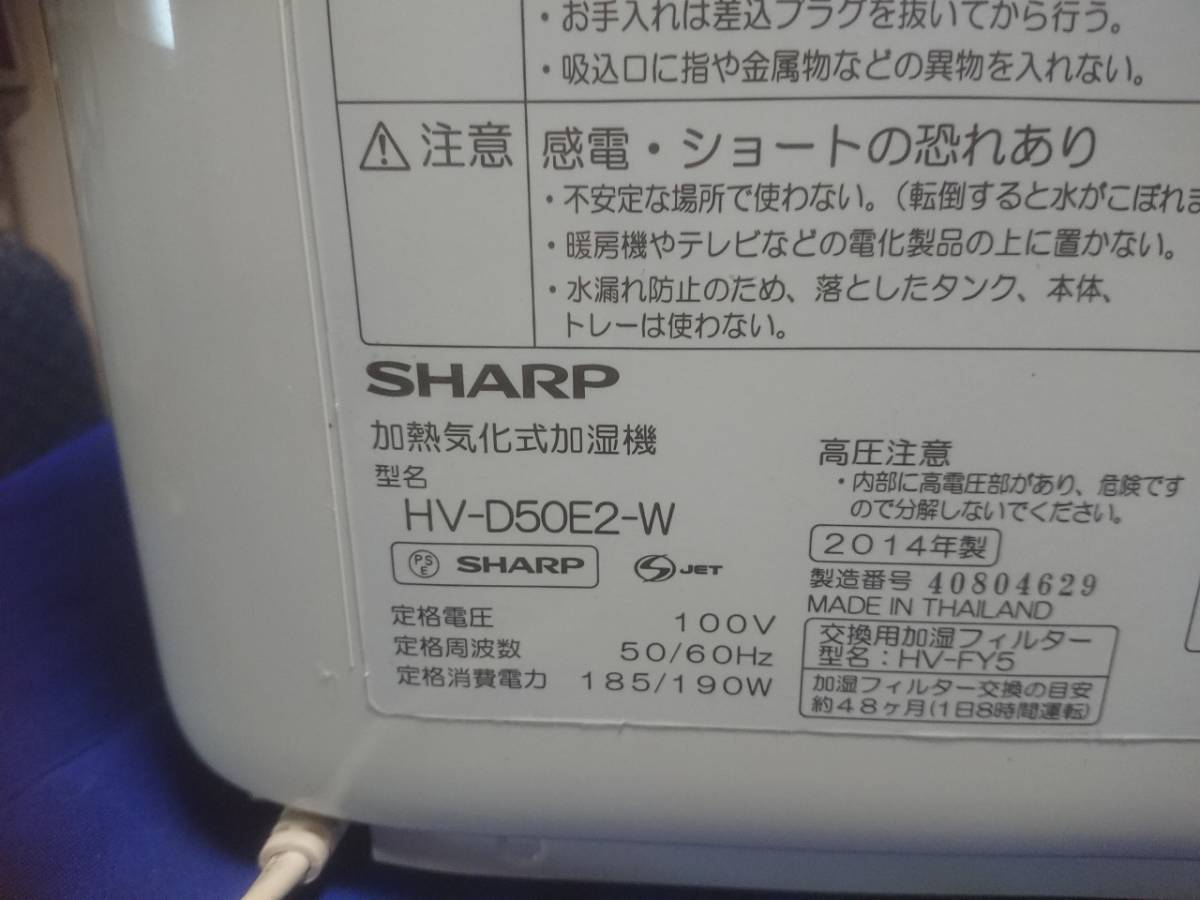 ・お手入れは差込プラグを抜いてから行う。
・吸込口に指や金属物などの異物を入れない。
⚠注意
感電・ショートの恐れあり
・不安定な場所で使わない。（転倒すると水がこぼれま
・暖房機やテレビなどの電化製品の上に置かない。
・水漏れ防止のため、落としたタンク、本体、
トレーは使わない。
SHARP
加熱気化式加湿機
型名
HV-D50E2-W
PSE SHARP
S JET
定格電圧 100V
定格周波数 50/60Hz
定格消費電力 185/190W
高圧注意
・内部に高電圧部があり、危険です
ので分解しないでください。
2014年製
製造番号 40804629
MADE IN THAILAND
交換用加湿フィルター
型名：HV-FY5
加湿フィルター交換の目安
約48ヶ月(1日8時間運転)